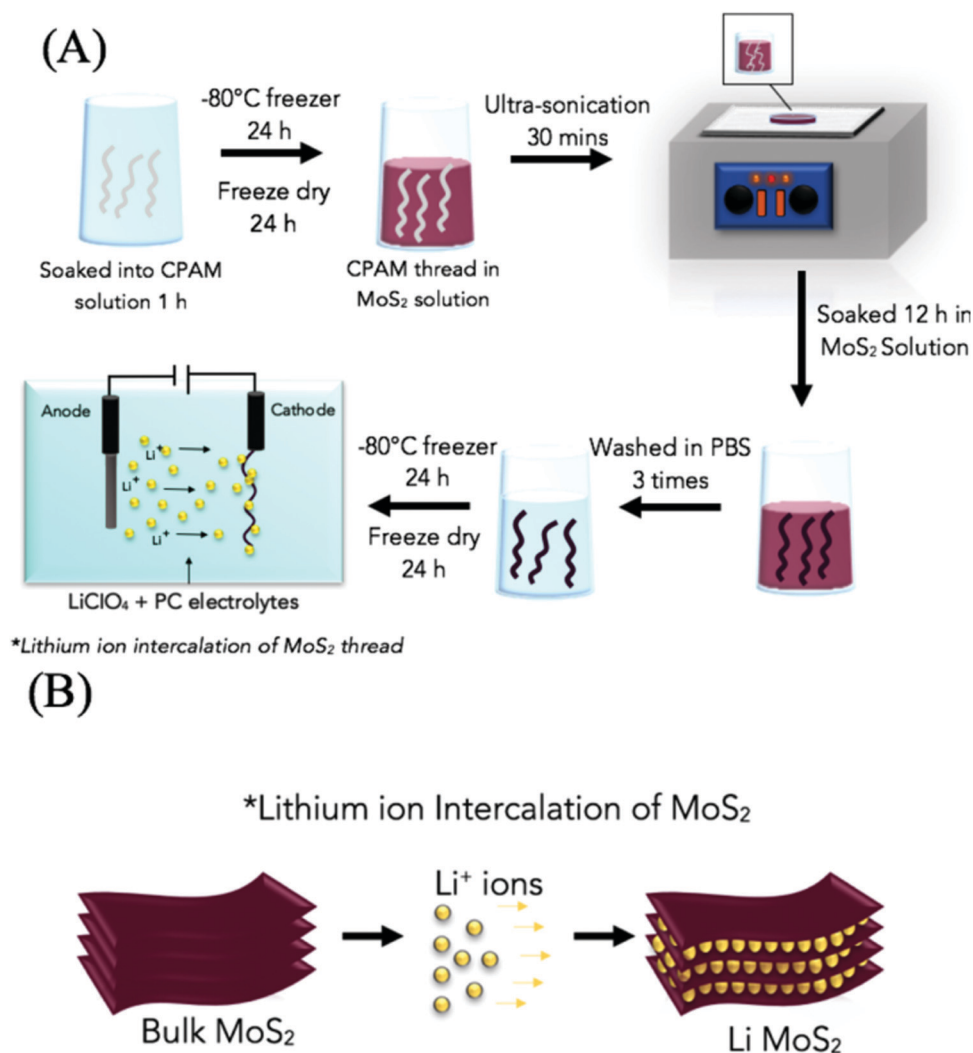 (A)
-80°C freezer
24 h
Freeze dry
24 h
Soaked into CPAM
solution 1 h
CPAM thread in
MoS₂ solution
Ultra-sonication
30 mins
Soaked 12 h in
MoS₂ Solution
Washed in PBS
3 times
-80°C freezer
24 h
Freeze dry
24 h
Anode
Cathode
Li⁺
Li⁺
Li⁺
LiClO₄ + PC electrolytes
*Lithium ion intercalation of MoS₂ thread
(B)
*Lithium ion Intercalation of MoS₂
Li⁺ ions
Bulk MoS₂
Li MoS₂